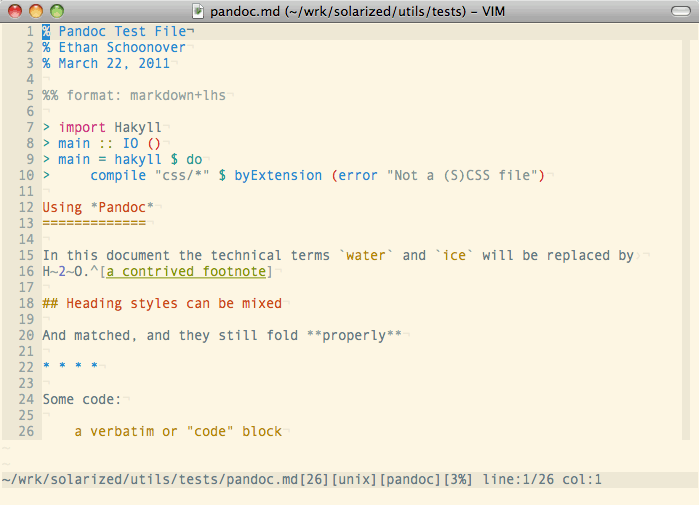 pandoc.md (~/wrk/solarized/utils/tests) – VIM
1 % Pandoc Test File¬
2 % Ethan Schoonover¬
3 % March 22, 2011¬
4 ¬
5 %% format: markdown+lhs¬
6 ¬
7 > import Hakyll¬
8 > main :: IO ()¬
9 > main = hakyll $ do¬
10 >     compile "css/*" $ byExtension (error "Not a (S)CSS file")¬
11 ¬
12 Using *Pandoc*¬
13 =============¬
14 ¬
15 In this document the technical terms `water` and `ice` will be replaced by ¬
16 H~2~O.^[a contrived footnote]¬
17 ¬
18 ## Heading styles can be mixed¬
19 ¬
20 And matched, and they still fold **properly**¬
21 ¬
22 * * * *¬
23 ¬
24 Some code:¬
25 ¬
26     a verbatim or "code" block¬
~
~
~/wrk/solarized/utils/tests/pandoc.md[26][unix][pandoc][3%] line:1/26 col:1